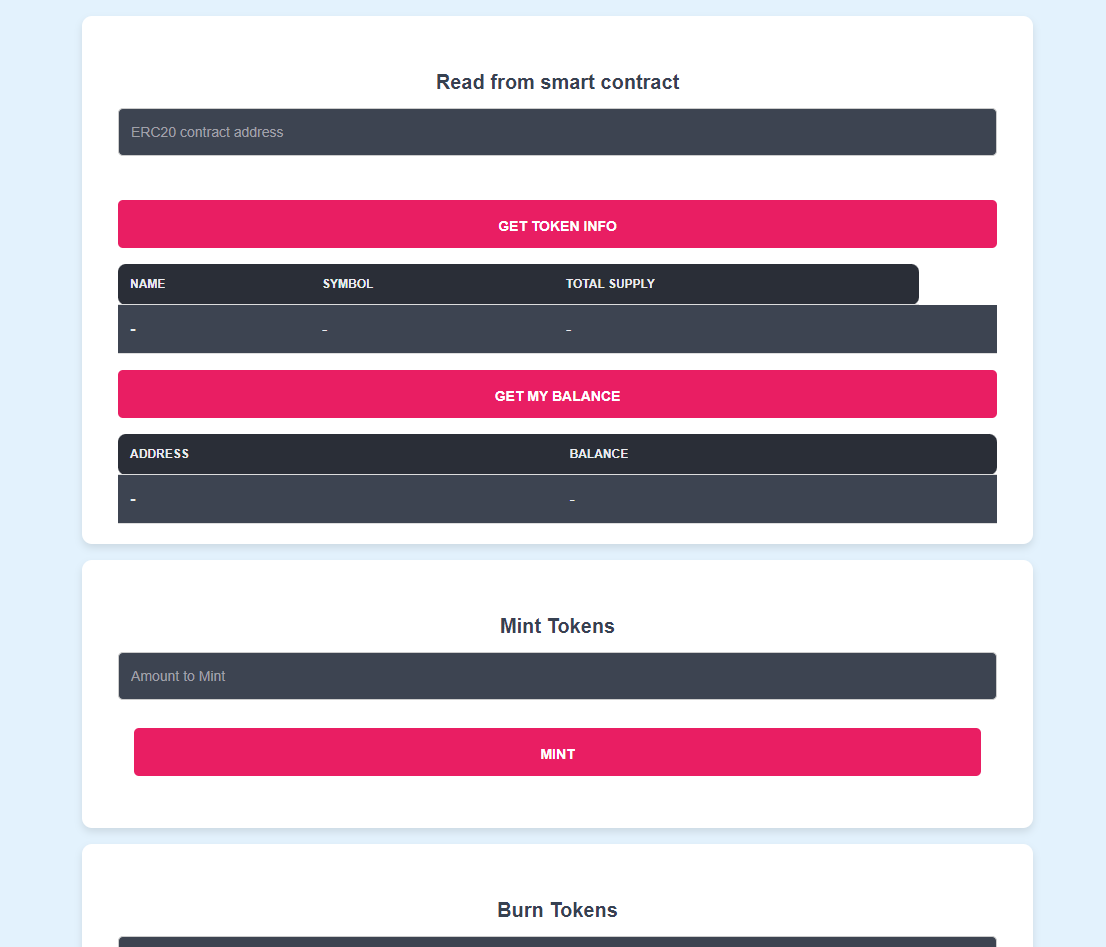 Read from smart contract
ERC20 contract address
GET TOKEN INFO
NAME SYMBOL TOTAL SUPPLY
- - -
GET MY BALANCE
ADDRESS BALANCE
- -
Mint Tokens
Amount to Mint
MINT
Burn Tokens